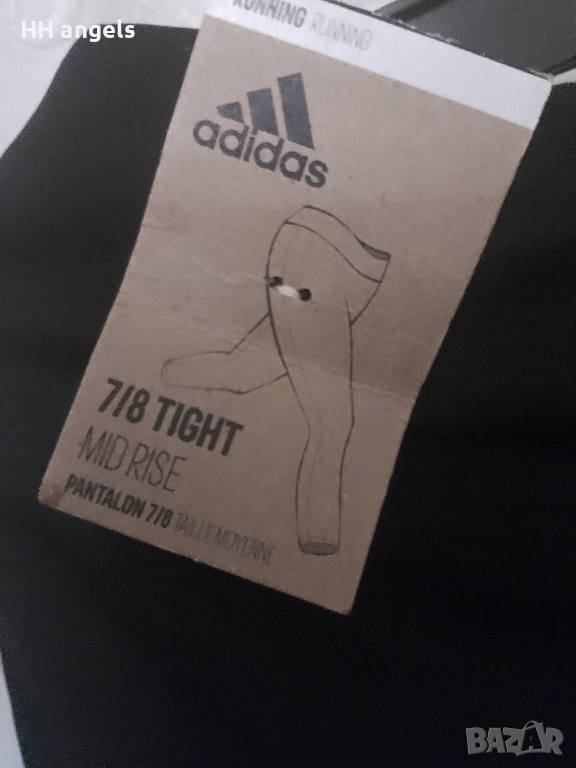 HH angels
RUNNING RUNNING
adidas
7/8 TIGHT
MID RISE
PANTALON 7/8 TAILLE MOYENNE
BAZAR